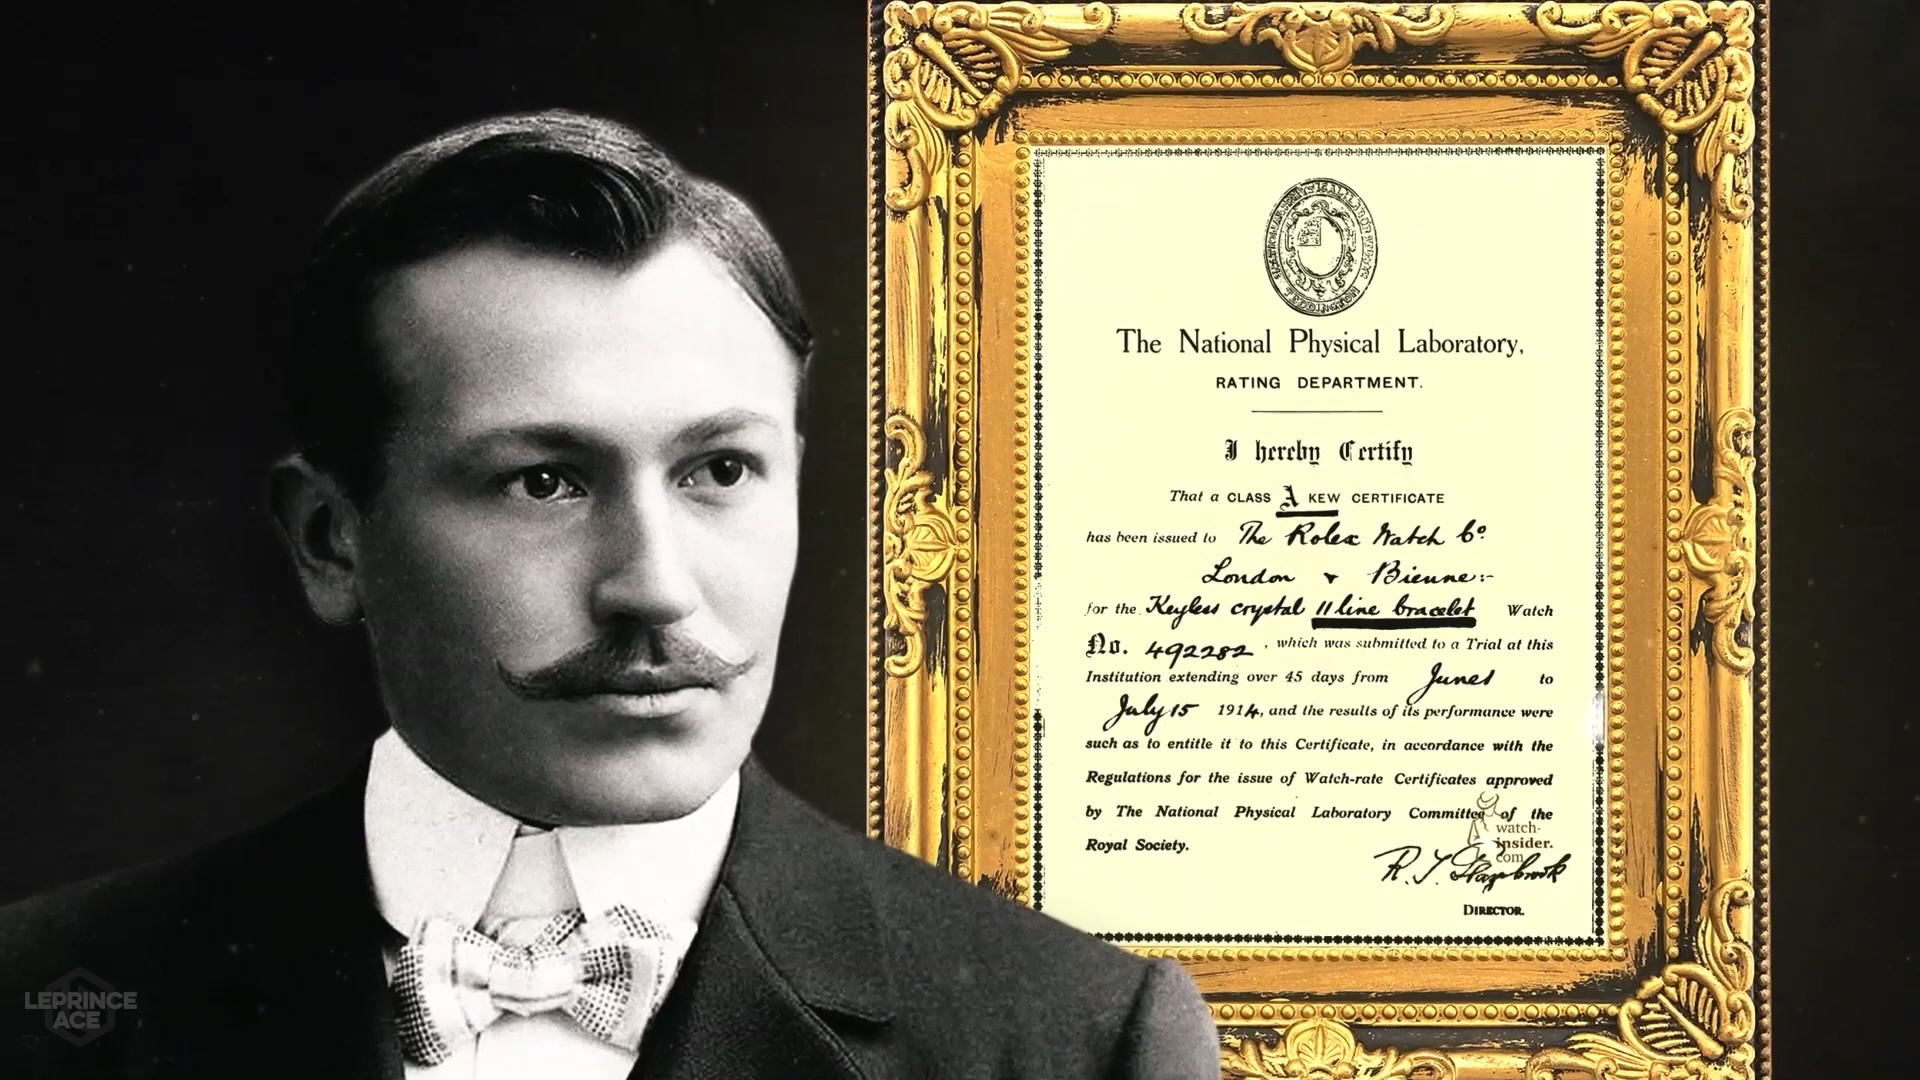 TEDDINGTON
The National Physical Laboratory,
RATING DEPARTMENT.
I hereby Certify
That a CLASS A KEW CERTIFICATE
has been issued to The Rolex Watch Co
London & Bienne:-
for the Keyless crystal 11 line bracelet Watch
No. 492282, which was submitted to a Trial at this
Institution extending over 45 days from June 1 to
July 15 1914, and the results of its performance were
such as to entitle it to this Certificate, in accordance with the
Regulations for the issue of Watch-rate Certificates approved
by The National Physical Laboratory Committee of the
Royal Society.
watch-
insider.
com
R. T. Glazebrook
DIRECTOR.
LEPRINCE
ACE